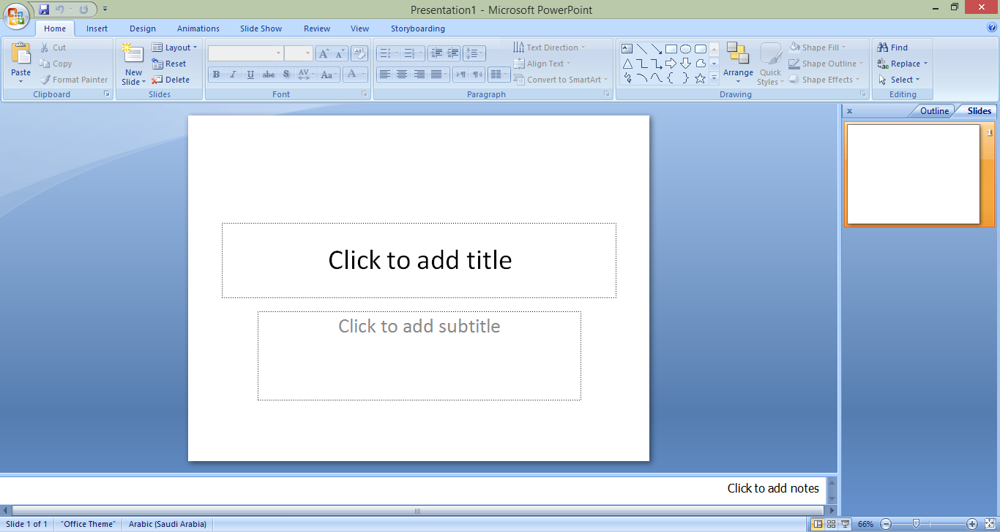 Presentation1 - Microsoft PowerPoint
Home Insert Design Animations Slide Show Review View Storyboarding
Paste
Cut
Copy
Format Painter
Clipboard
New Slide
Layout
Reset
Delete
Slides
B I U abc S AV Aa A
Font
Text Direction
Align Text
Convert to SmartArt
Paragraph
Arrange
Quick Styles
Shape Fill
Shape Outline
Shape Effects
Drawing
Find
Replace
Select
Editing
Outline Slides
1
Click to add title
Click to add subtitle
Click to add notes
Slide 1 of 1 "Office Theme" Arabic (Saudi Arabia) 66%